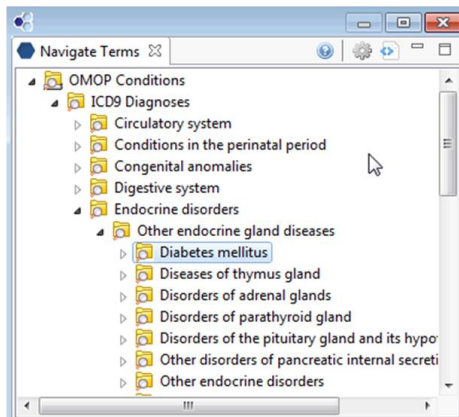 Navigate Terms
OMOP Conditions
ICD9 Diagnoses
Circulatory system
Conditions in the perinatal period
Congenital anomalies
Digestive system
Endocrine disorders
Other endocrine gland diseases
Diabetes mellitus
Diseases of thymus gland
Disorders of adrenal glands
Disorders of parathyroid gland
Disorders of the pituitary gland and its hypo
Other disorders of pancreatic internal secreti
Other endocrine disorders